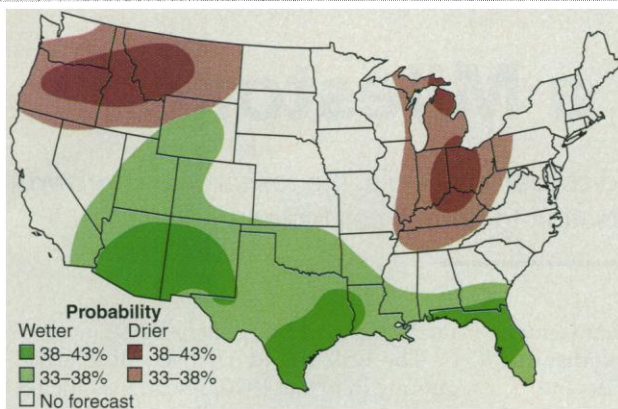 Probability
Wetter Drier
38–43% 38–43%
33–38% 33–38%
No forecast